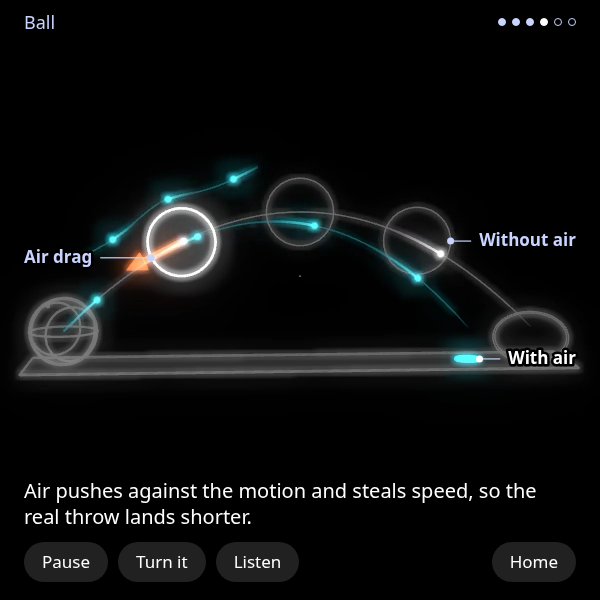 Ball
Without air
Air drag
With air
Air pushes against the motion and steals speed, so the
real throw lands shorter.
Pause
Turn it
Listen
Home